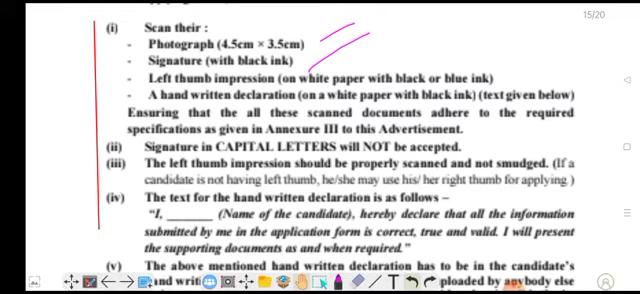 15/20
(i) Scan their :
- Photograph (4.5cm × 3.5cm)
- Signature (with black ink)
- Left thumb impression (on white paper with black or blue ink)
- A hand written declaration (on a white paper with black ink) (text given below)
Ensuring that the all these scanned documents adhere to the required
specifications as given in Annexure III to this Advertisement.
(ii) Signature in CAPITAL LETTERS will NOT be accepted.
(iii) The left thumb impression should be properly scanned and not smudged. (If a
candidate is not having left thumb, he/she may use his/ her right thumb for applying.)
(iv) The text for the hand written declaration is as follows –
“I, _______ (Name of the candidate), hereby declare that all the information
submitted by me in the application form is correct, true and valid. I will present
the supporting documents as and when required.”
(v) The above mentioned hand written declaration has to be in the candidate’s
and by anybody else